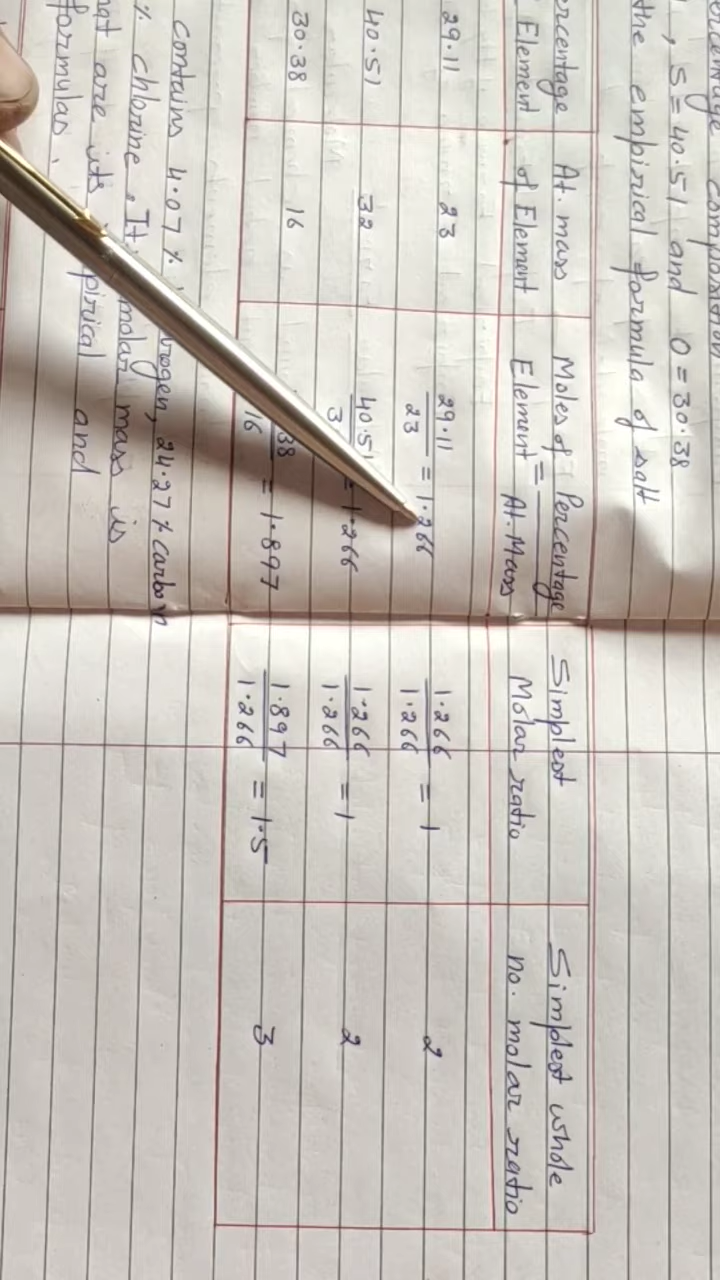 , S = 40.51 and O = 30.38
the empirical formula of salt
Percentage At. mass Moles of Percentage Simplest Simplest whole
Element of Element Element = At. Mass Molar ratio no. molar ratio
29.11 23 29.11/23 = 1.266 1.266/1.266 = 1 2
40.51 32 40.51/3 = 1.266 1.266/1.266 = 1 2
30.38 16 38/16 = 1.897 1.897/1.266 = 1.5 3
contains 4.07 % rogen, 24.27 % carbon
% chlorine. It molar mass is
are its and
formulas.